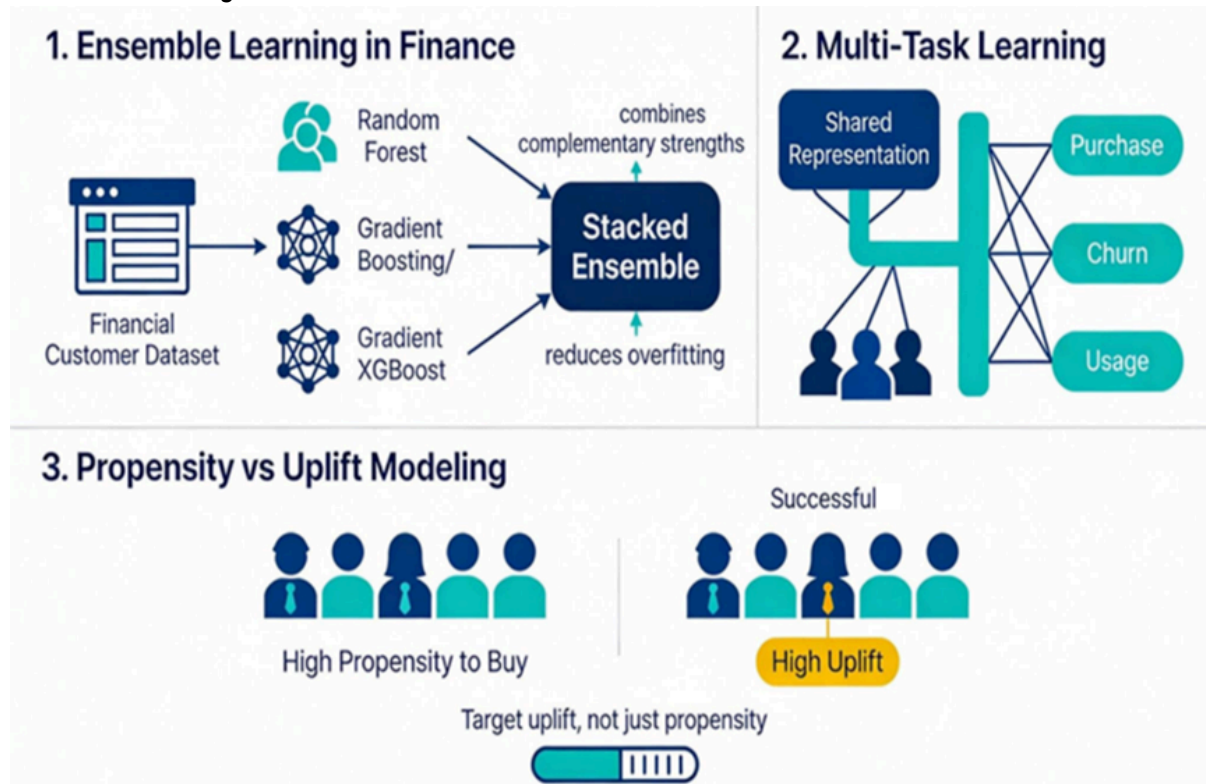 1. Ensemble Learning in Finance
Financial
Customer Dataset
Random
Forest
Gradient
Boosting/
Gradient
XGBoost
combines
complementary strengths
Stacked
Ensemble
reduces overfitting
2. Multi-Task Learning
Shared
Representation
Purchase
Churn
Usage
3. Propensity vs Uplift Modeling
High Propensity to Buy
Successful
High Uplift
Target uplift, not just propensity